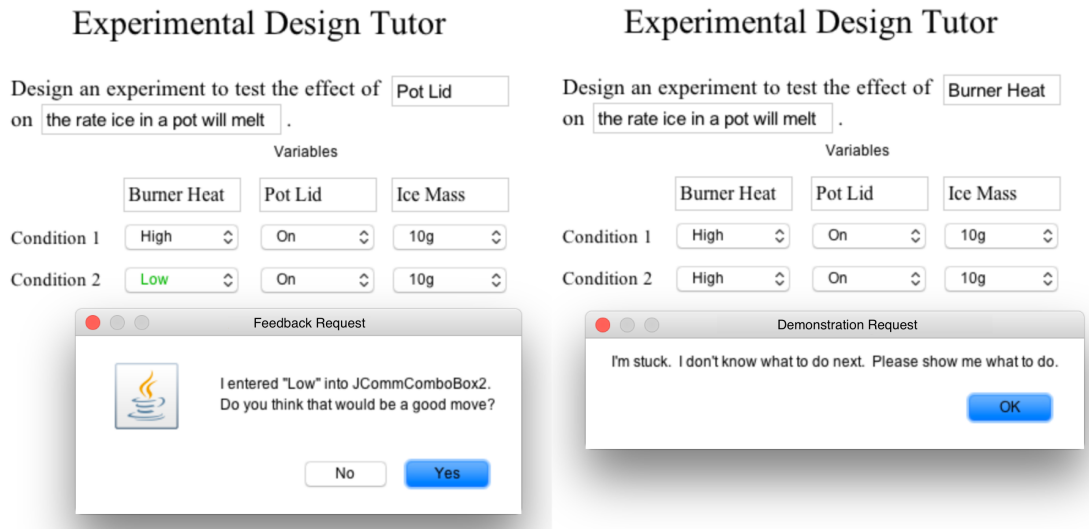 Experimental Design Tutor
Design an experiment to test the effect of Pot Lid
on the rate ice in a pot will melt .
Variables
Burner Heat Pot Lid Ice Mass
Condition 1 High On 10g
Condition 2 Low On 10g
Feedback Request
I entered "Low" into JCommComboBox2.
Do you think that would be a good move?
No Yes
Experimental Design Tutor
Design an experiment to test the effect of Burner Heat
on the rate ice in a pot will melt .
Variables
Burner Heat Pot Lid Ice Mass
Condition 1 High On 10g
Condition 2 High On 10g
Demonstration Request
I'm stuck. I don't know what to do next. Please show me what to do.
OK